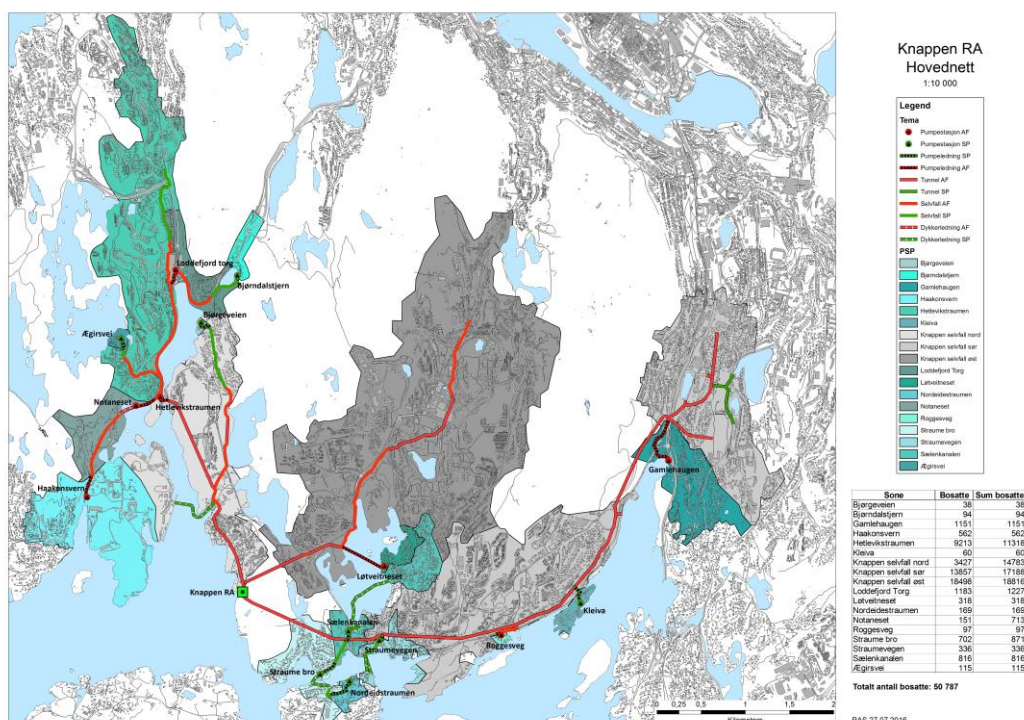 Knappen RA
Hovednett
1:10 000
Legend
Tema
Pumpestasjon AF
Pumpestasjon SP
Pumpeledning SP
Pumpeledning AF
Tunnel AF
Tunnel SP
Selvfall AF
Selvfall SP
Dykkerledning AF
Dykkerledning SP
PSP
Bjørgeveien
Bjørndalstjern
Gamlehaugen
Haakonsvern
Hetlevikstraumen
Kleiva
Knappen selvfall nord
Knappen selvfall sør
Knappen selvfall øst
Loddefjord Torg
Løtveitneset
Nordeidestraumen
Notaneset
Roggesveg
Straume bro
Straumevegen
Sælenkanalen
Ægirsvei
Loddefjord torg
Bjørndalstjern
Bjørgeveien
Ægirsvei
Notaneset
Hetlevikstraumen
Haakonsvern
Gamlehaugen
Løtveitneset
Knappen RA
Kleiva
Sælenkanalen
Straumevegen
Roggesveg
Straume bro
Nordeidstraumen
Sone Bosatte Sum bosatte
Bjørgeveien 38 38
Bjørndalstjern 94 94
Gamlehaugen 1151 1151
Haakonsvern 562 562
Hetlevikstraumen 9213 11318
Kleiva 60 60
Knappen selvfall nord 3427 14783
Knappen selvfall sør 13857 17188
Knappen selvfall øst 18498 18816
Loddefjord Torg 1183 1227
Løtveitneset 318 318
Nordeidestraumen 169 169
Notaneset 151 713
Roggesveg 97 97
Straume bro 702 871
Straumevegen 336 336
Sælenkanalen 816 816
Ægirsvei 115 115
Totalt antall bosatte: 50 787
0 0,25 0,5 1 1,5 2
Kilometers
RAS 27.07.2016